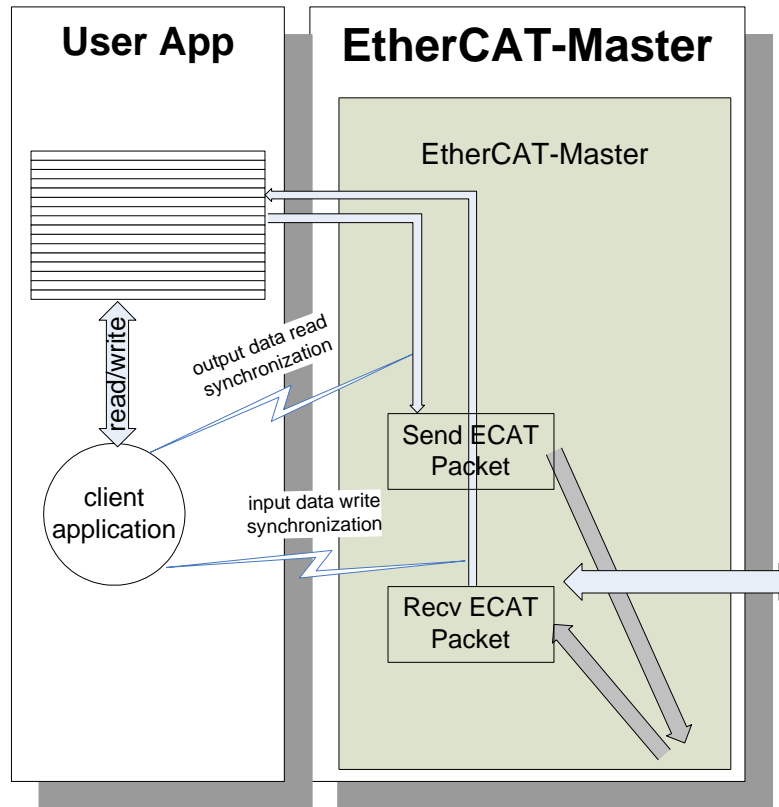 User App
EtherCAT-Master
EtherCAT-Master
read/write
output data read
synchronization
Send ECAT
Packet
client
application
input data write
synchronization
Recv ECAT
Packet